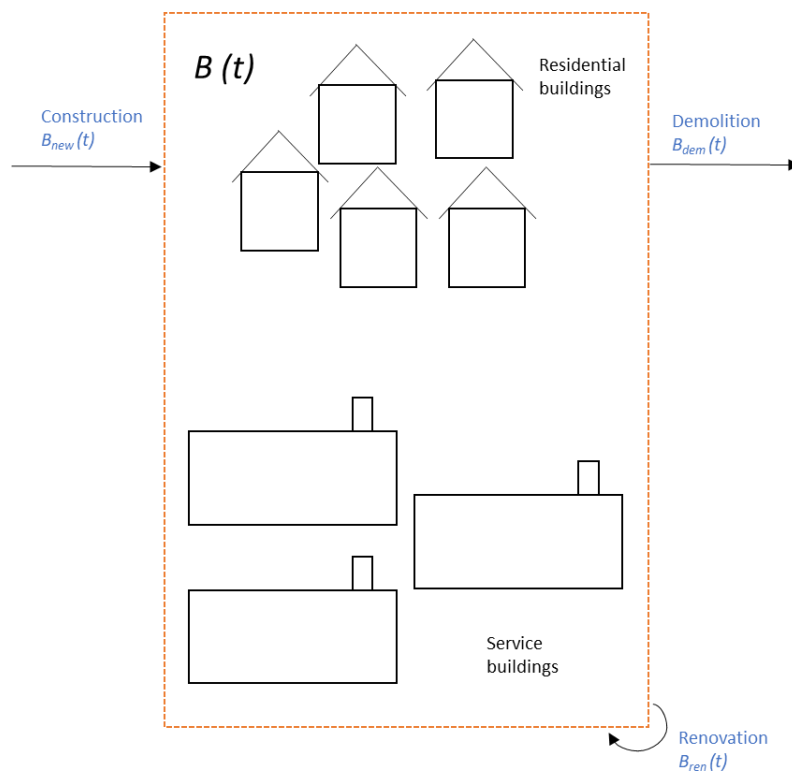 B (t)
Residential
buildings
Construction
Bnew (t)
Demolition
Bdem (t)
Service
buildings
Renovation
Bren (t)